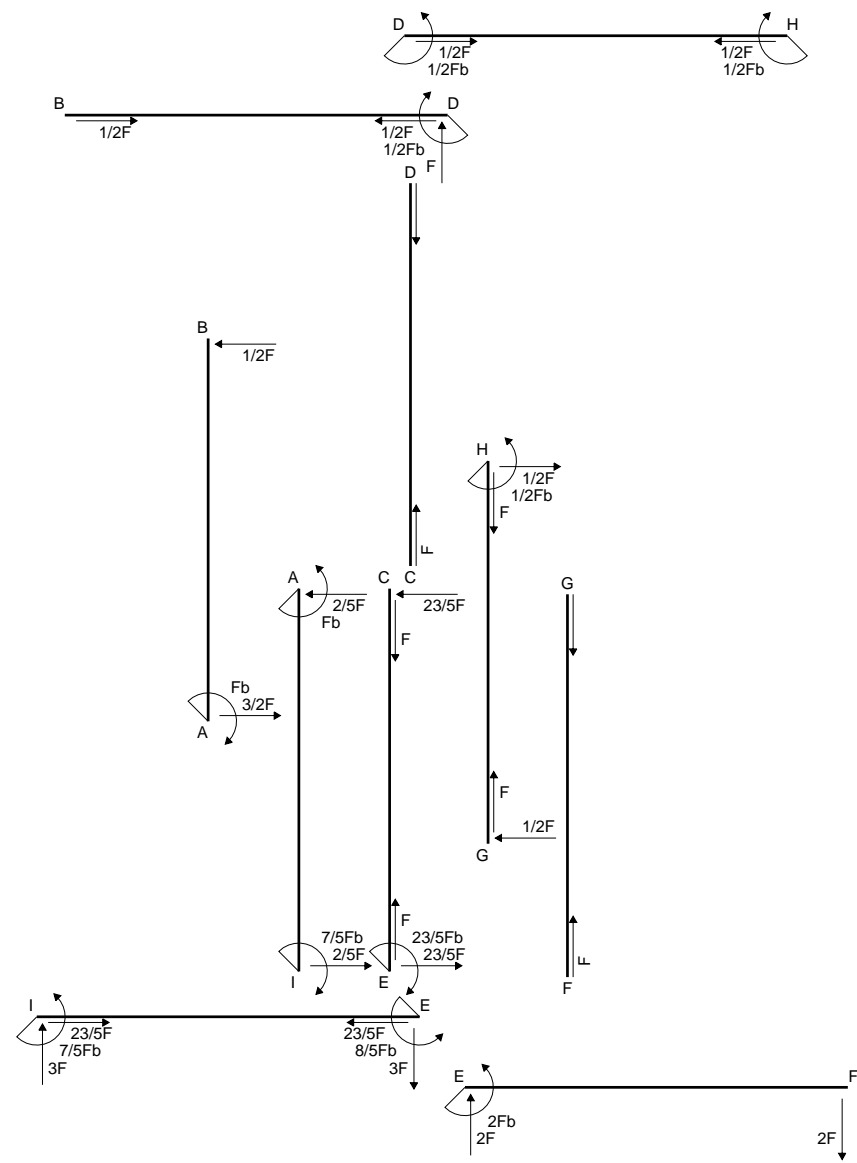 D H
1/2F 1/2F
1/2Fb 1/2Fb
B D
1/2F 1/2F
1/2Fb
F
D
B
1/2F
H
1/2F
1/2Fb
F
F
A C C G
2/5F 23/5F
Fb
F
Fb
3/2F
A
F
1/2F
G
F
7/5Fb 23/5Fb
2/5F 23/5F
F
I E F
I E
23/5F 23/5F
7/5Fb 8/5Fb
3F 3F
E F
2Fb
2F 2F